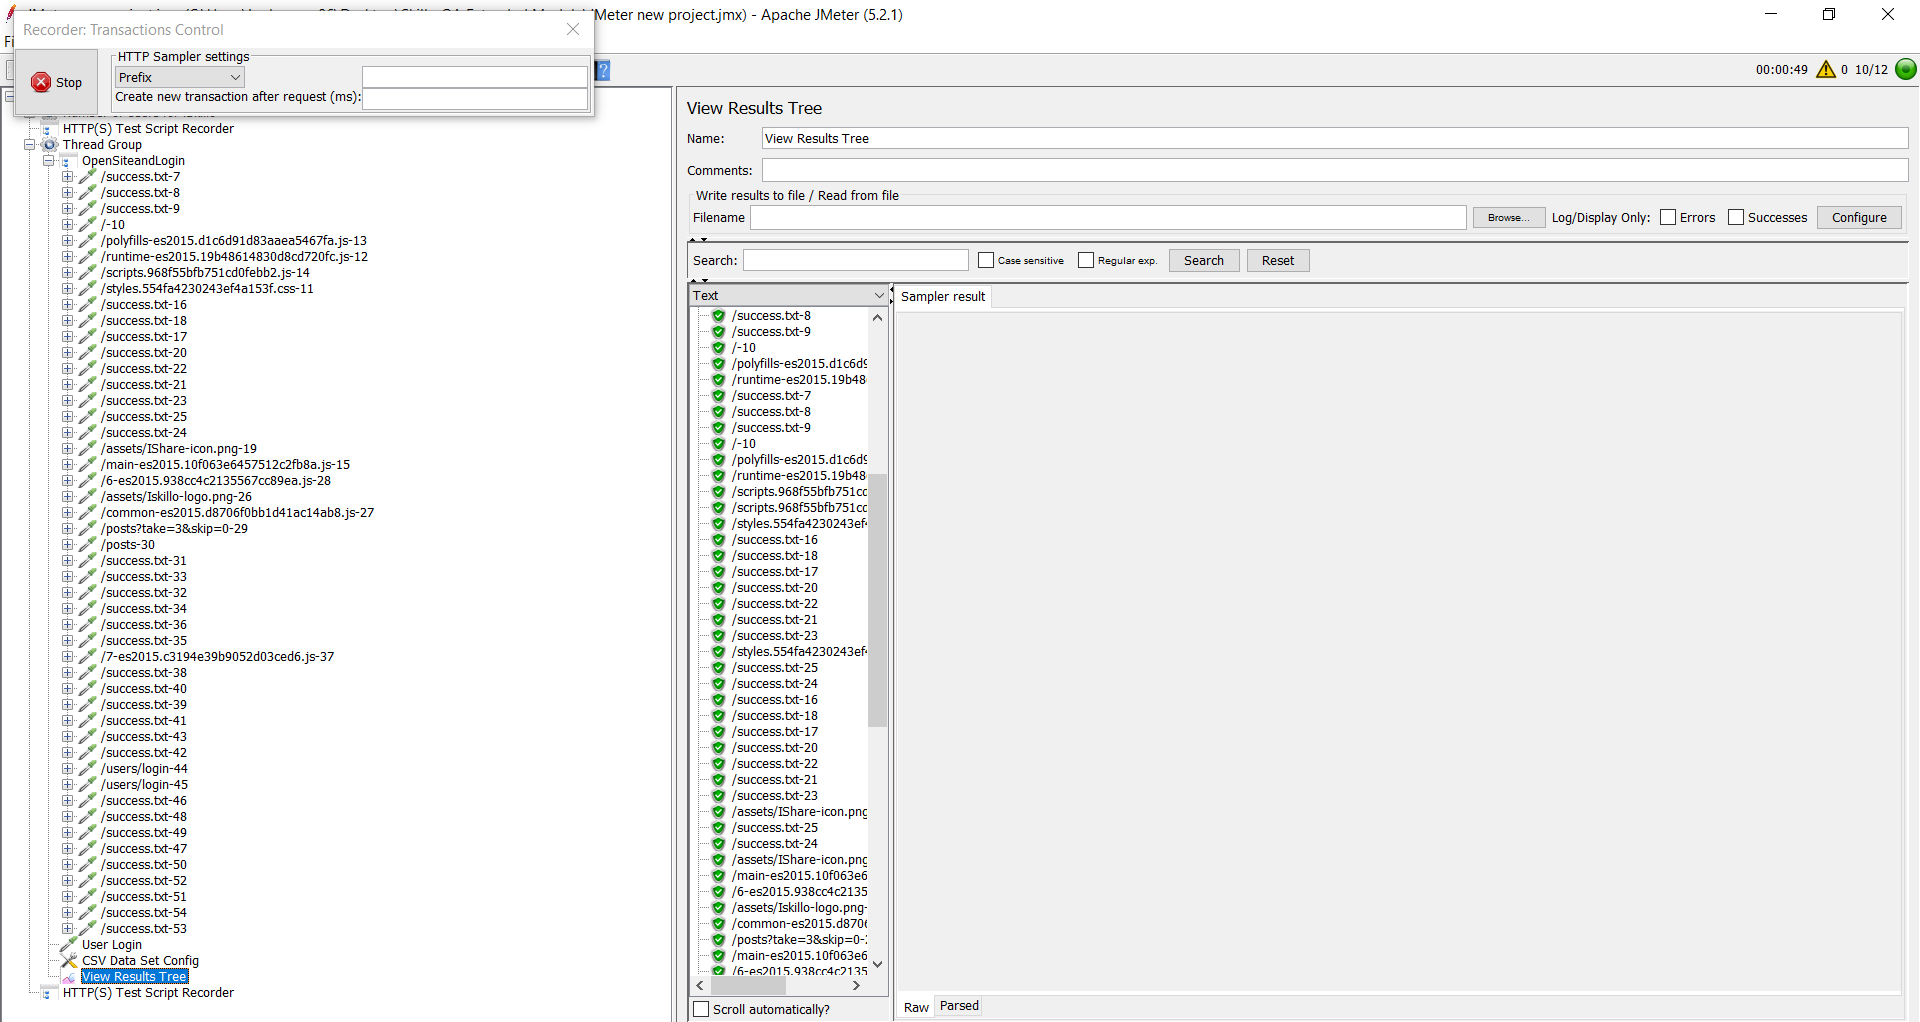 Meter new project.jmx) - Apache JMeter (5.2.1)
Recorder: Transactions Control
Stop
HTTP Sampler settings
Prefix
Create new transaction after request (ms):
?
00:00:49
0 10/12
HTTP(S) Test Script Recorder
Thread Group
OpenSiteandLogin
/success.txt-7
/success.txt-8
/success.txt-9
/-10
/polyfills-es2015.d1c6d91d83aaea5467fa.js-13
/runtime-es2015.19b48614830d8cd720fc.js-12
/scripts.968f55bfb751cd0febb2.js-14
/styles.554fa4230243ef4a153f.css-11
/success.txt-16
/success.txt-18
/success.txt-17
/success.txt-20
/success.txt-22
/success.txt-21
/success.txt-23
/success.txt-25
/success.txt-24
/assets/IShare-icon.png-19
/main-es2015.10f063e6457512c2fb8a.js-15
/6-es2015.938cc4c2135567cc89ea.js-28
/assets/Iskillo-logo.png-26
/common-es2015.d8706f0bb1d41ac14ab8.js-27
/posts?take=3&skip=0-29
/posts-30
/success.txt-31
/success.txt-33
/success.txt-32
/success.txt-34
/success.txt-36
/success.txt-35
/7-es2015.c3194e39b9052d03ced6.js-37
/success.txt-38
/success.txt-40
/success.txt-39
/success.txt-41
/success.txt-43
/success.txt-42
/users/login-44
/users/login-45
/success.txt-46
/success.txt-48
/success.txt-49
/success.txt-47
/success.txt-50
/success.txt-52
/success.txt-51
/success.txt-54
/success.txt-53
User Login
CSV Data Set Config
View Results Tree
HTTP(S) Test Script Recorder
View Results Tree
Name: View Results Tree
Comments:
Write results to file / Read from file
Filename Browse... Log/Display Only: Errors Successes Configure
Search: Case sensitive Regular exp. Search Reset
Text
Sampler result
/success.txt-8
/success.txt-9
/-10
/polyfills-es2015.d1c6d9
/runtime-es2015.19b48
/success.txt-7
/success.txt-8
/success.txt-9
/-10
/polyfills-es2015.d1c6d9
/runtime-es2015.19b48
/scripts.968f55bfb751cd
/scripts.968f55bfb751cd
/styles.554fa4230243ef4
/success.txt-16
/success.txt-18
/success.txt-17
/success.txt-20
/success.txt-22
/success.txt-21
/success.txt-23
/styles.554fa4230243ef4
/success.txt-25
/success.txt-24
/success.txt-16
/success.txt-18
/success.txt-17
/success.txt-20
/success.txt-22
/success.txt-21
/success.txt-23
/assets/IShare-icon.png
/success.txt-25
/success.txt-24
/assets/IShare-icon.png
/main-es2015.10f063e6
/6-es2015.938cc4c2135
/assets/Iskillo-logo.png-
/common-es2015.d8706
/posts?take=3&skip=0-2
/main-es2015.10f063e6
/6-es2015.938cc4c2135
Scroll automatically?
Raw Parsed